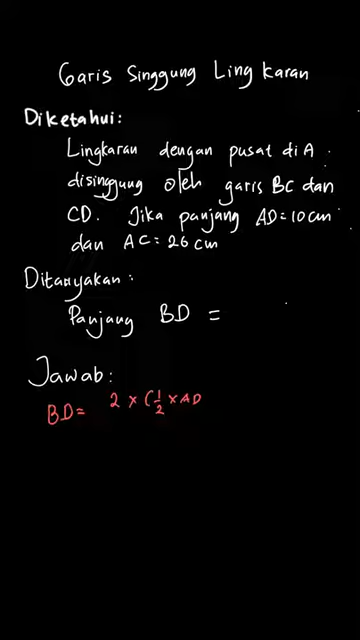 Garis Singgung Lingkaran
Diketahui:
Lingkaran dengan pusat di A
disinggung oleh garis BC dan
CD. Jika panjang AD=10 cm
dan AC=26 cm
Ditanyakan:
Panjang BD =
Jawab:
BD= 2 × (1/2 × AD